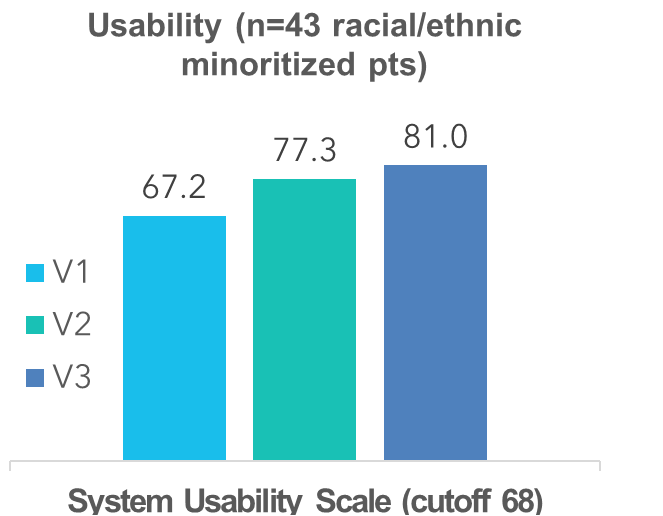 Usability (n=43 racial/ethnic
minoritized pts)
81.0
77.3
67.2
V1
V2
V3
System Usability Scale (cutoff 68)